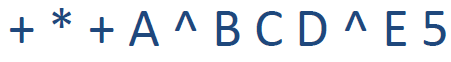 + * + A ^ B C D ^ E 5